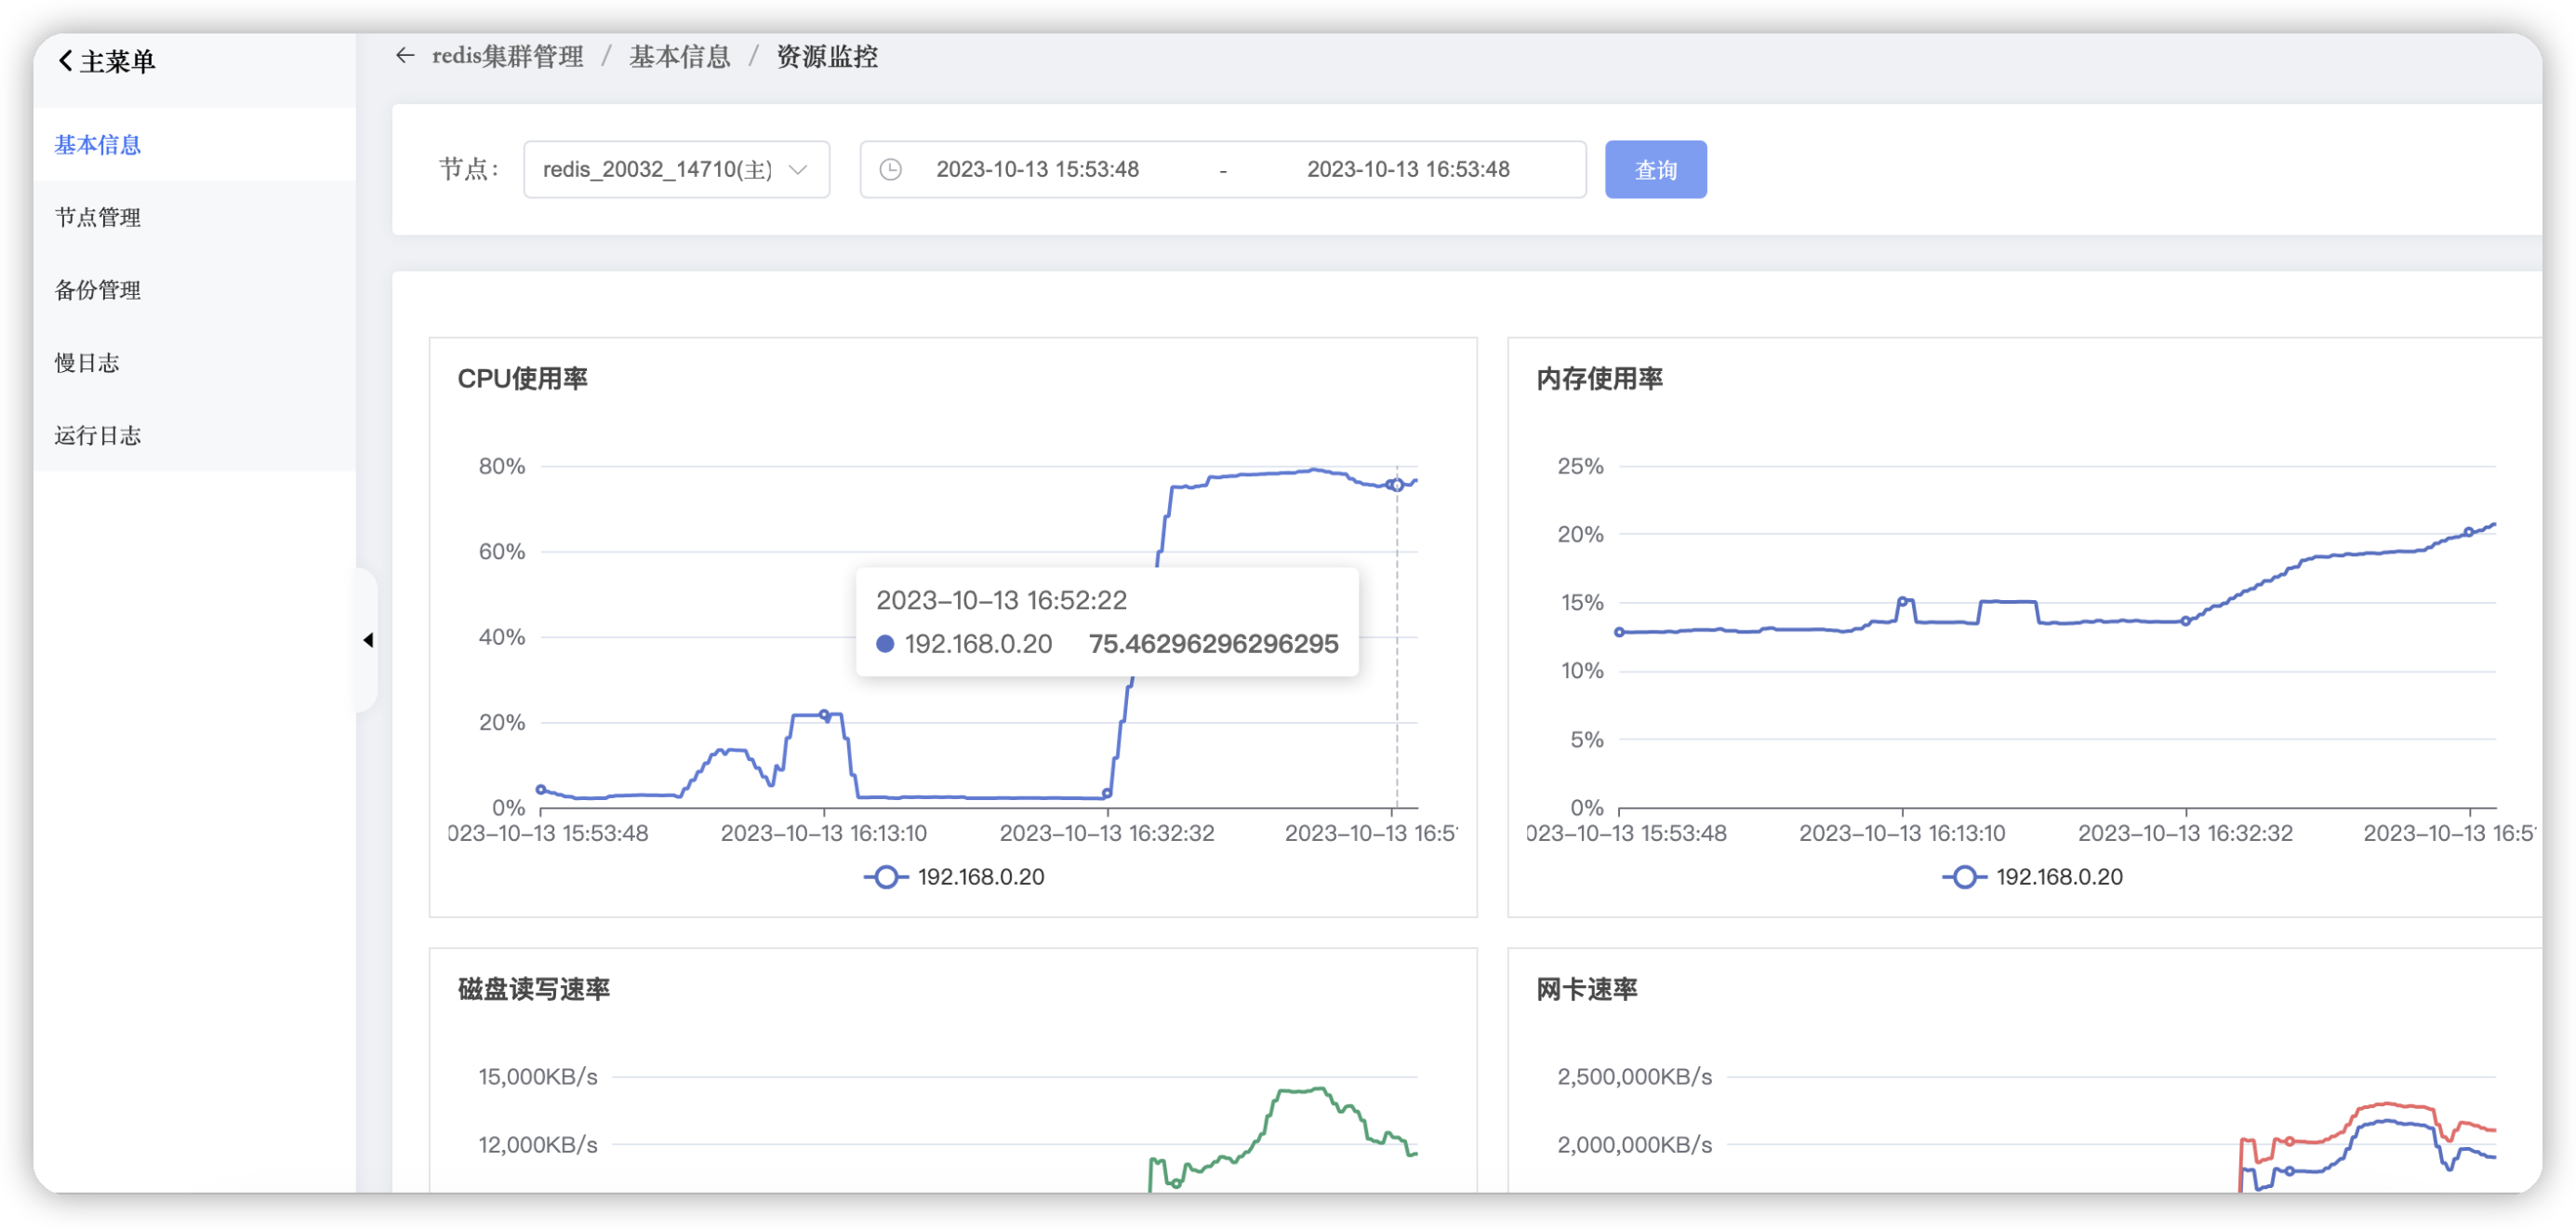 主菜单
基本信息
节点管理
备份管理
慢日志
运行日志
redis集群管理 / 基本信息 / 资源监控
节点： redis_20032_14710(主) 2023-10-13 15:53:48 - 2023-10-13 16:53:48 查询
CPU使用率
80%
60%
40%
20%
0%
2023-10-13 16:52:22
192.168.0.20 75.46296296296295
023-10-13 15:53:48 2023-10-13 16:13:10 2023-10-13 16:32:32 2023-10-13 16:5
192.168.0.20
内存使用率
25%
20%
15%
10%
5%
0%
023-10-13 15:53:48 2023-10-13 16:13:10 2023-10-13 16:32:32 2023-10-13 16:5
192.168.0.20
磁盘读写速率
15,000KB/s
12,000KB/s
网卡速率
2,500,000KB/s
2,000,000KB/s